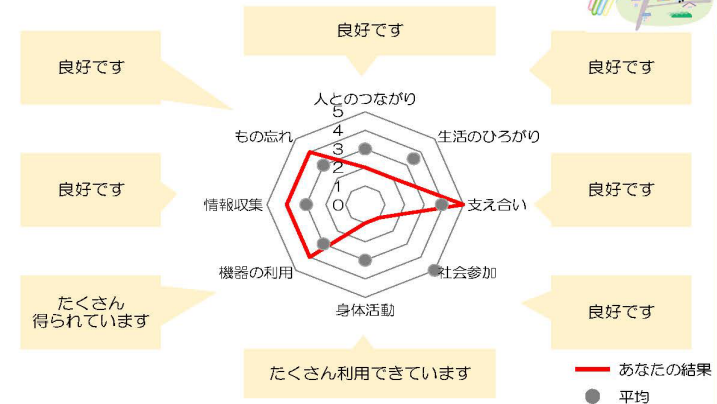 良好です
良好です
良好です
人とのつながり
5
4
3
2
1
0
もの忘れ
生活のひろがり
良好です
情報収集
支え合い
良好です
機器の利用
社会参加
たくさん
得られています
身体活動
良好です
たくさん利用できています
あなたの結果
平均